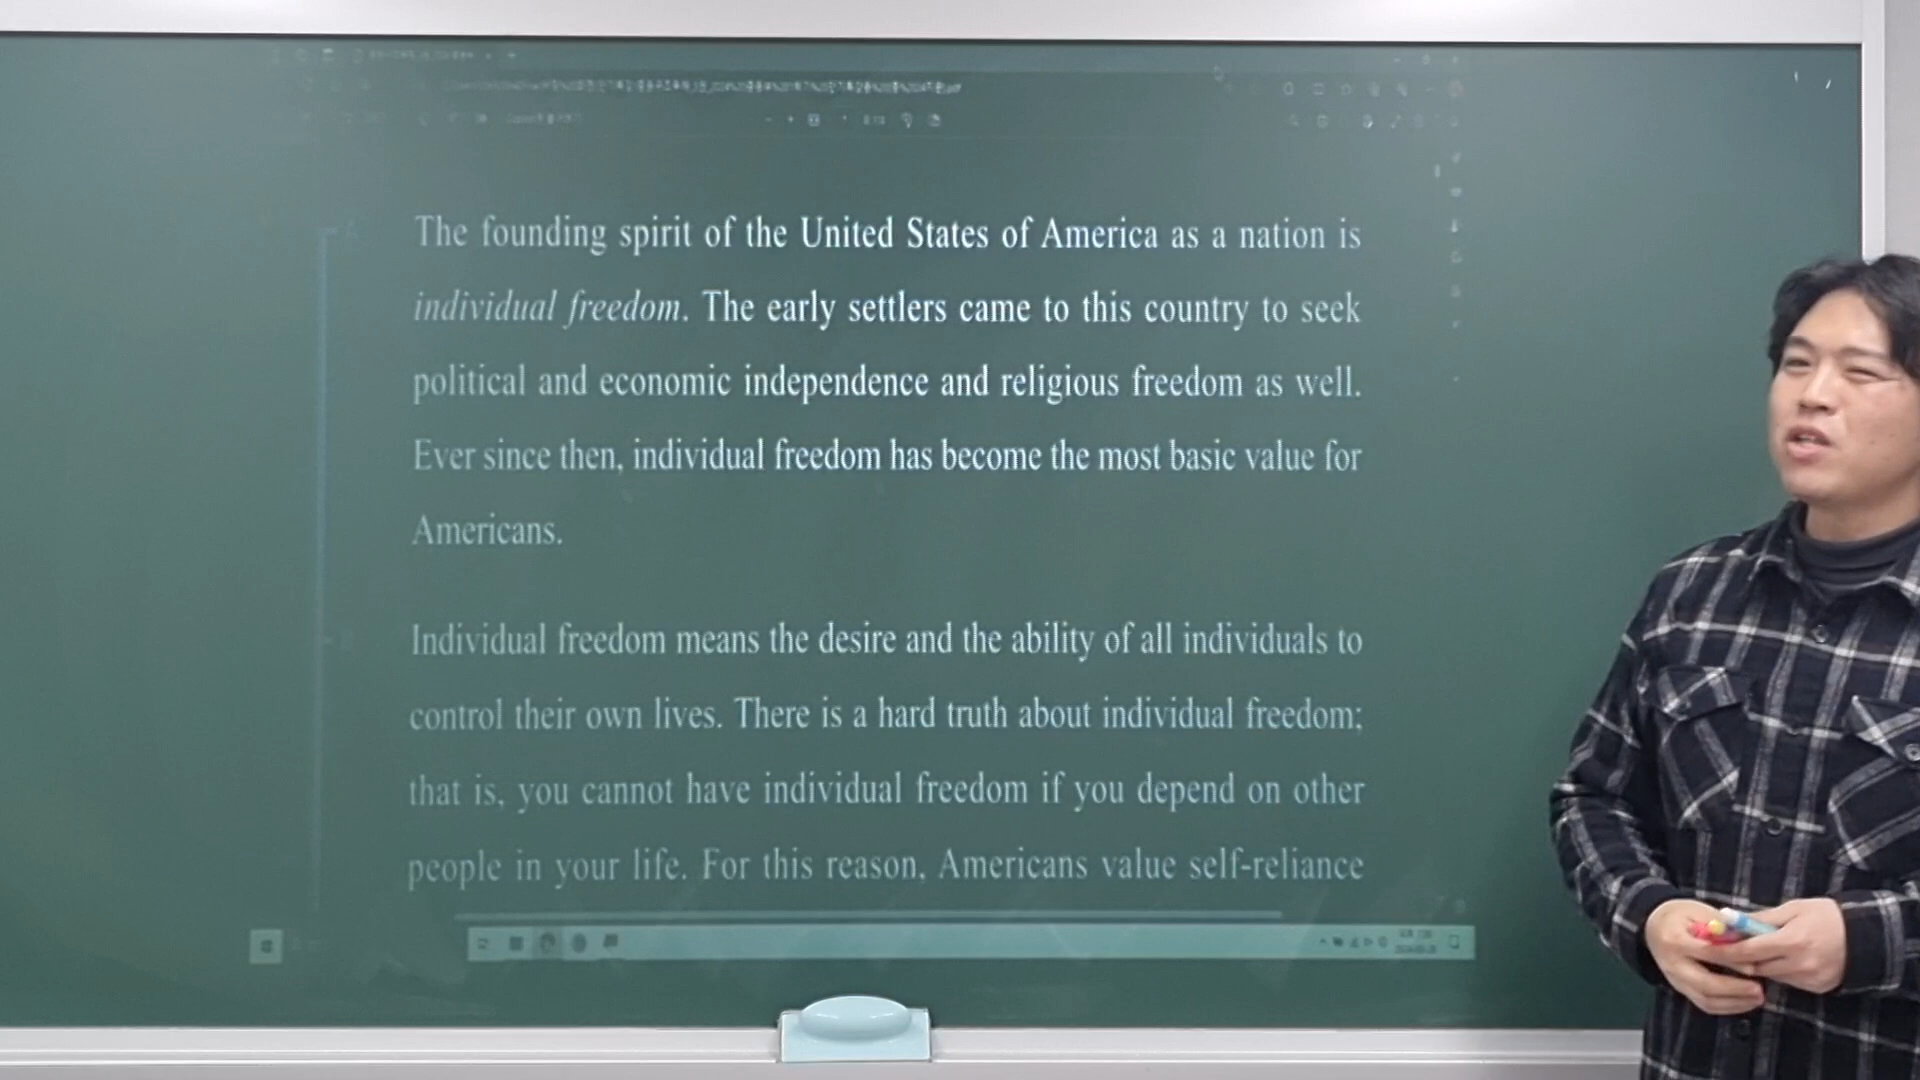 The founding spirit of the United States of America as a nation is
individual freedom. The early settlers came to this country to seek
political and economic independence and religious freedom as well.
Ever since then, individual freedom has become the most basic value for
Americans.
Individual freedom means the desire and the ability of all individuals to
control their own lives. There is a hard truth about individual freedom;
that is, you cannot have individual freedom if you depend on other
people in your life. For this reason, Americans value self-reliance